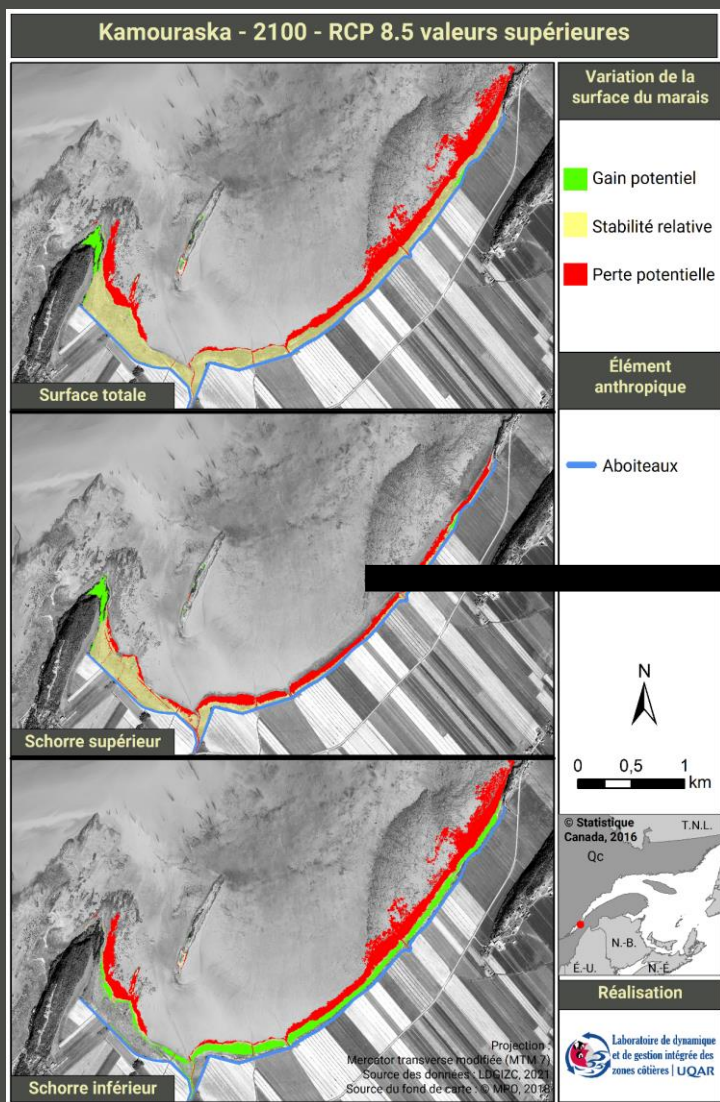 Kamouraska - 2100 - RCP 8.5 valeurs supérieures
Surface totale
Schorre supérieur
Schorre inférieur
Projection :
Mercator transverse modifiée (MTM 7)
Source des données : LDGIZC, 2021
Source du fond de carte : © MPO, 2018
Variation de la
surface du marais
Gain potentiel
Stabilité relative
Perte potentielle
Élément
anthropique
Aboiteaux
N
0 0,5 1
km
© Statistique
Canada, 2016
T.N.L.
Qc
N.-B.
É.-U.
N.-É.
Réalisation
Laboratoire de dynamique
et de gestion intégrée des
zones côtières | UQAR